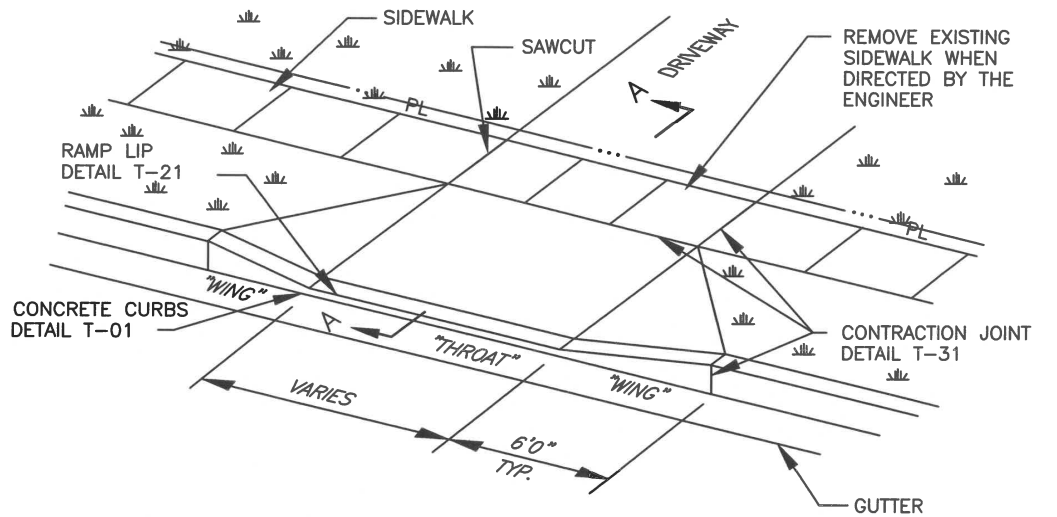 SIDEWALK
SAWCUT
DRIVEWAY
A
REMOVE EXISTING
SIDEWALK WHEN
DIRECTED BY THE
ENGINEER
PL
RAMP LIP
DETAIL T-21
PL
"WING"
CONCRETE CURBS
DETAIL T-01
A
"THROAT"
"WING"
CONTRACTION JOINT
DETAIL T-31
VARIES
6'0"
TYP.
GUTTER